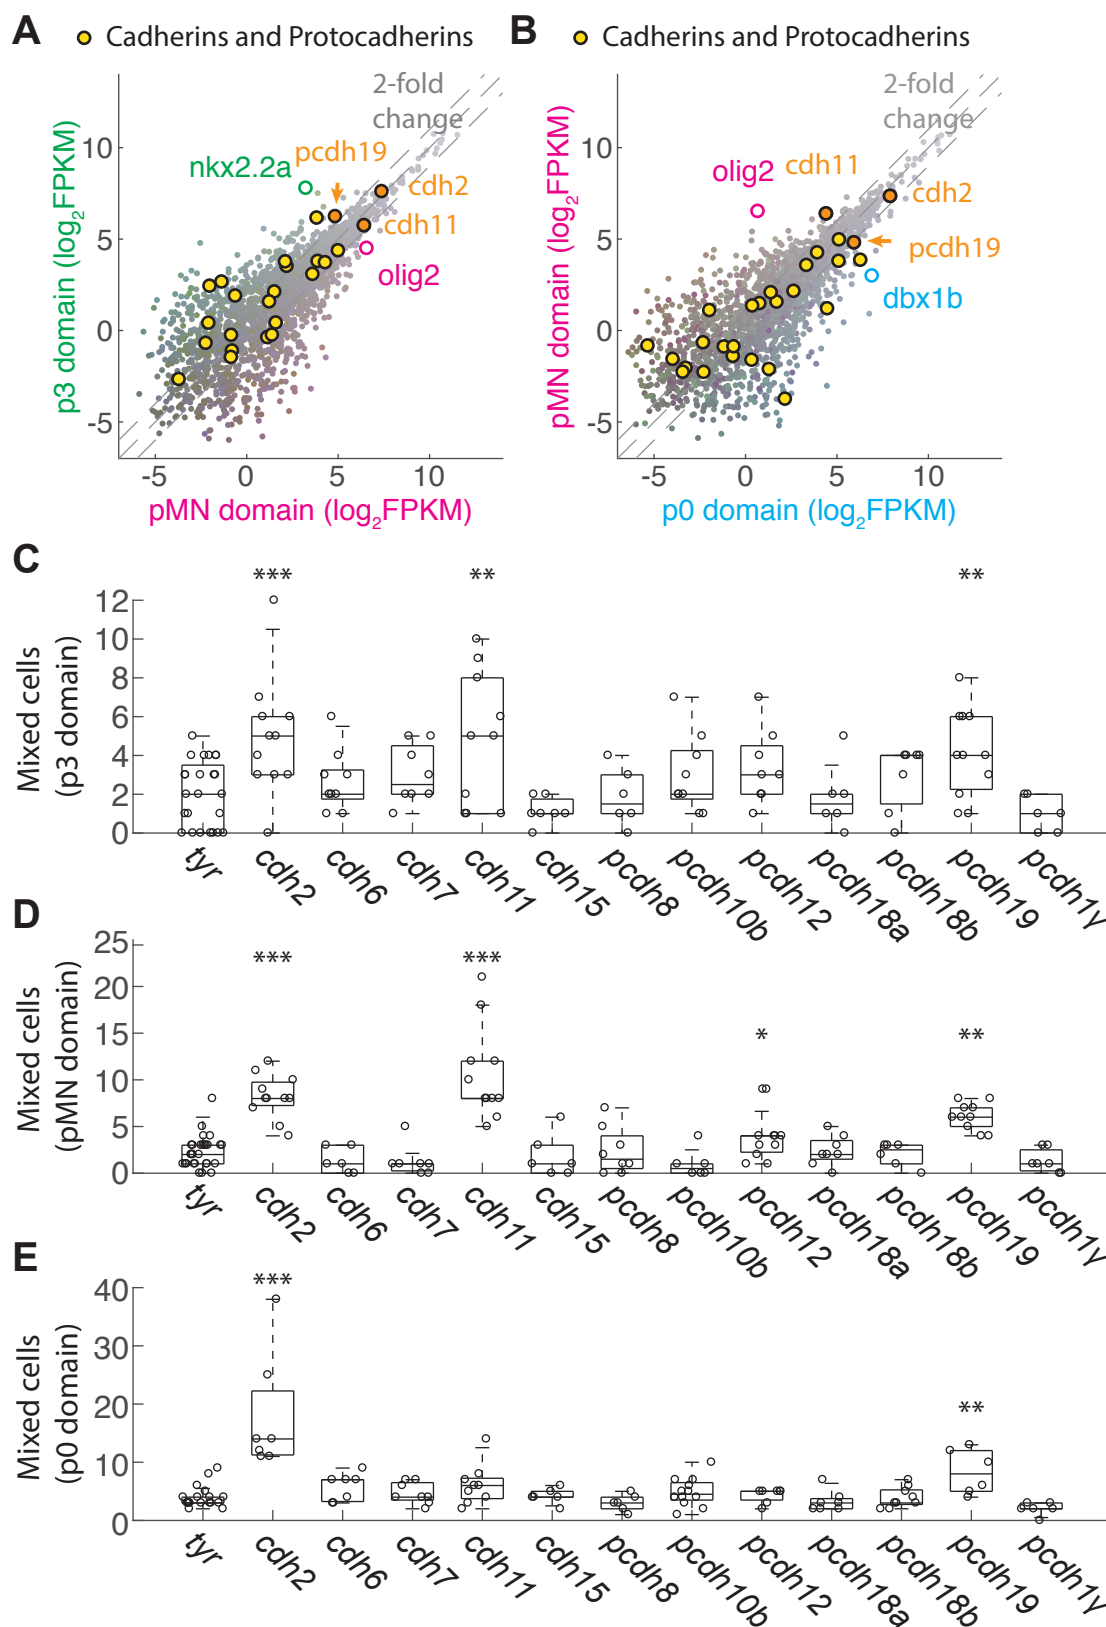 A
Cadherins and Protocadherins
B
Cadherins and Protocadherins
2-fold
change
nkx2.2a
pcdh19
cdh2
cdh11
olig2
10
5
0
-5
p3 domain (log2FPKM)
-5
0
5
10
pMN domain (log2FPKM)
2-fold
change
olig2
cdh11
cdh2
pcdh19
dbx1b
10
5
0
-5
pMN domain (log2FPKM)
-5
0
5
10
p0 domain (log2FPKM)
C
***
**
**
12
10
8
6
4
2
0
Mixed cells
(p3 domain)
tyr
cdh2
cdh6
cdh7
cdh11
cdh15
pcdh8
pcdh10b
pcdh12
pcdh18a
pcdh18b
pcdh19
pcdh1γ
D
***
***
*
**
25
20
15
10
5
0
Mixed cells
(pMN domain)
tyr
cdh2
cdh6
cdh7
cdh11
cdh15
pcdh8
pcdh10b
pcdh12
pcdh18a
pcdh18b
pcdh19
pcdh1γ
E
***
**
40
30
20
10
0
Mixed cells
(p0 domain)
tyr
cdh2
cdh6
cdh7
cdh11
cdh15
pcdh8
pcdh10b
pcdh12
pcdh18a
pcdh18b
pcdh19
pcdh1γ